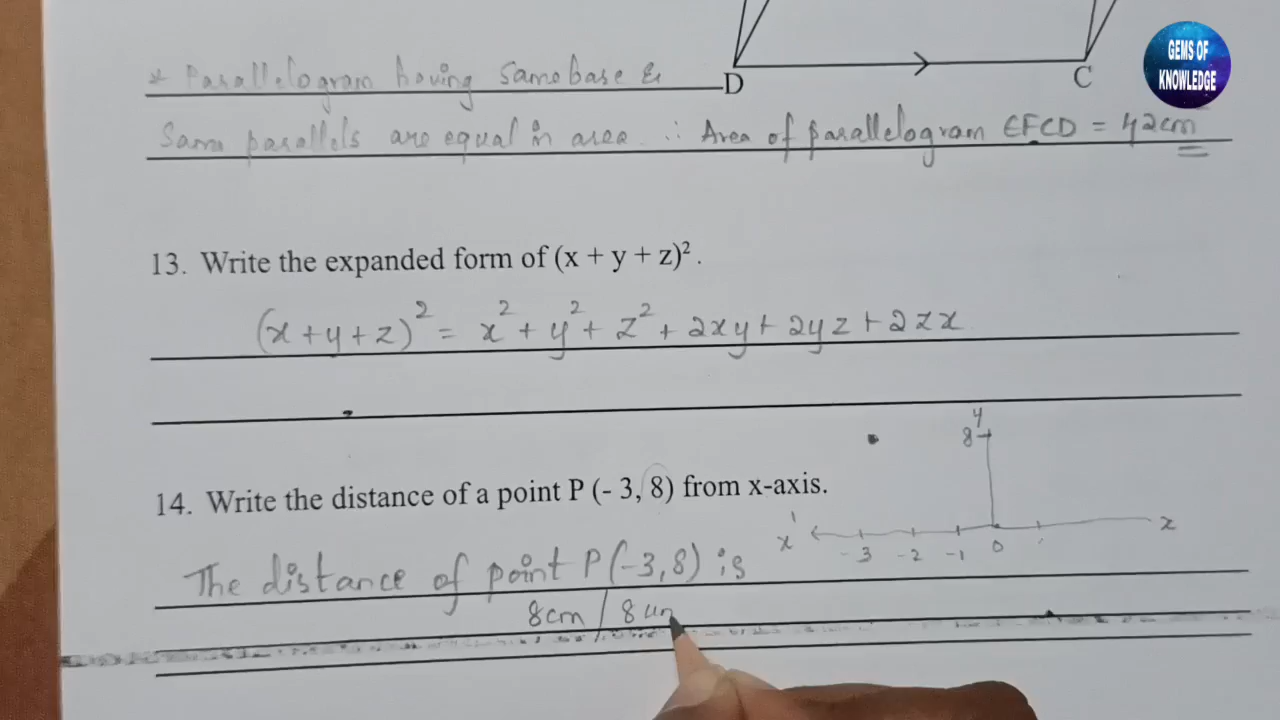 GEMS OF
KNOWLEDGE
* Parallelogram having same base &
D
C
Same parallels are equal in area ∴ Area of parallelogram EFCD = 42cm
13. Write the expanded form of (x + y + z)².
(x+y+z)² = x² + y² + z² + 2xy + 2yz + 2zx
y
8
14. Write the distance of a point P (- 3, 8) from x-axis.
x' -3 -2 -1 0 x
The distance of point P(-3,8) is
8cm / 8 un